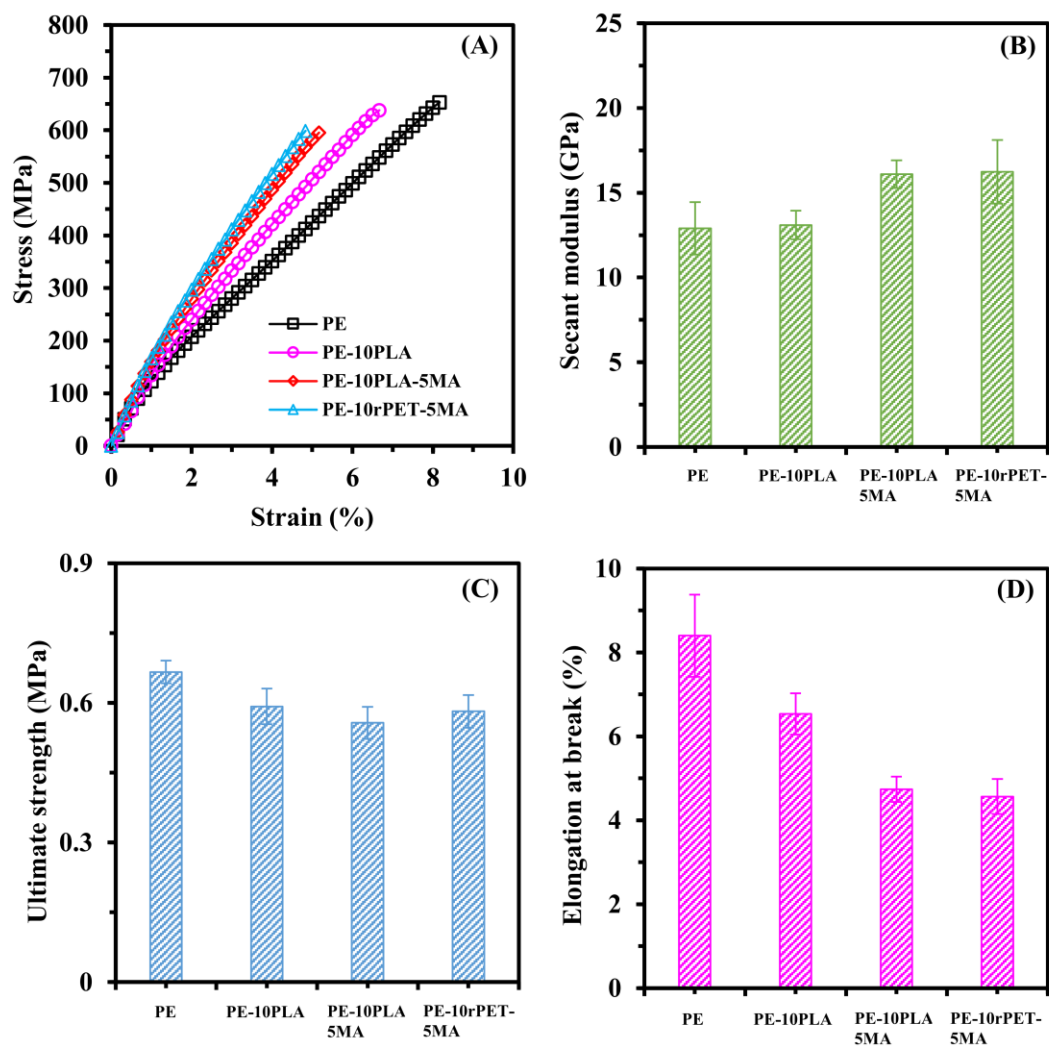 (A)
800
700
600
500
400
300
200
100
0
Stress (MPa)
PE
PE-10PLA
PE-10PLA-5MA
PE-10rPET-5MA
0 2 4 6 8 10
Strain (%)
(B)
25
20
15
10
5
0
Secant modulus (GPa)
PE PE-10PLA PE-10PLA PE-10rPET-
5MA 5MA
(C)
0.9
0.6
0.3
0
Ultimate strength (MPa)
PE PE-10PLA PE-10PLA PE-10rPET-
5MA 5MA
(D)
10
8
6
4
2
0
Elongation at break (%)
PE PE-10PLA PE-10PLA PE-10rPET-
5MA 5MA